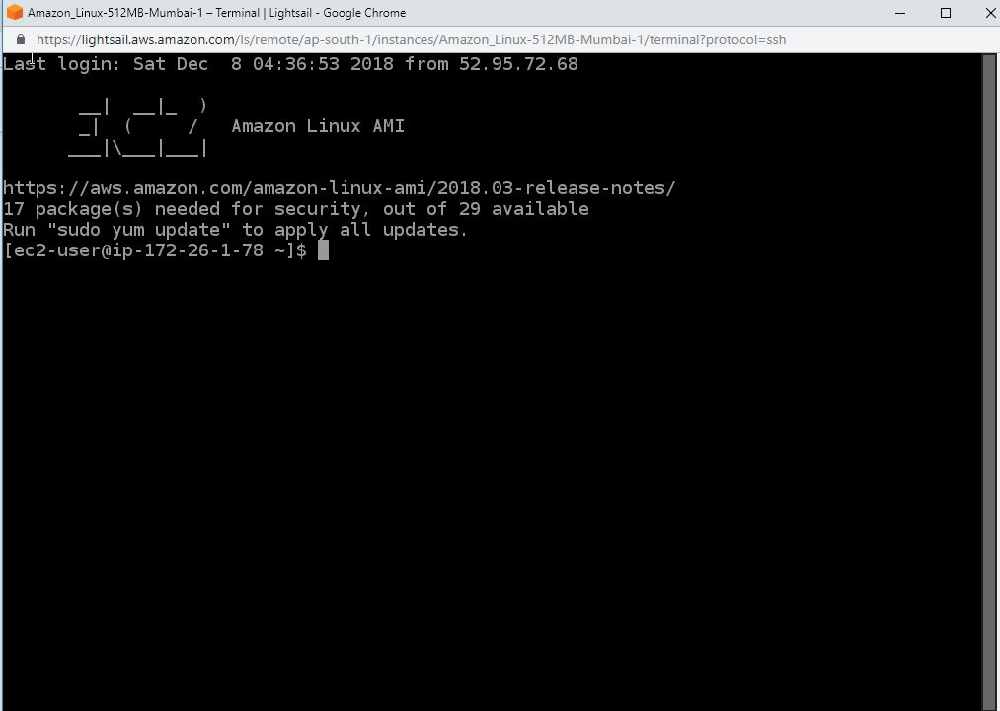 Amazon_Linux-512MB-Mumbai-1 – Terminal | Lightsail - Google Chrome
https://lightsail.aws.amazon.com/ls/remote/ap-south-1/instances/Amazon_Linux-512MB-Mumbai-1/terminal?protocol=ssh
Last login: Sat Dec  8 04:36:53 2018 from 52.95.72.68
       __|  __|_  )
       _|  (     /   Amazon Linux AMI
      ___|\___|___|
https://aws.amazon.com/amazon-linux-ami/2018.03-release-notes/
17 package(s) needed for security, out of 29 available
Run "sudo yum update" to apply all updates.
[ec2-user@ip-172-26-1-78 ~]$